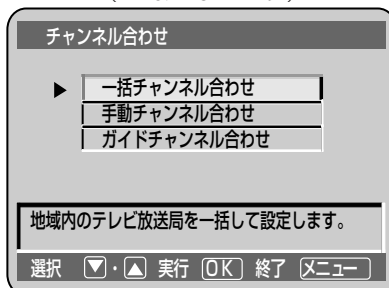 チャンネル合わせ
▶ 一括チャンネル合わせ
手動チャンネル合わせ
ガイドチャンネル合わせ
地域内のテレビ放送局を一括して設定します。
選択 ▼・▲ 実行 OK 終了 メニュー